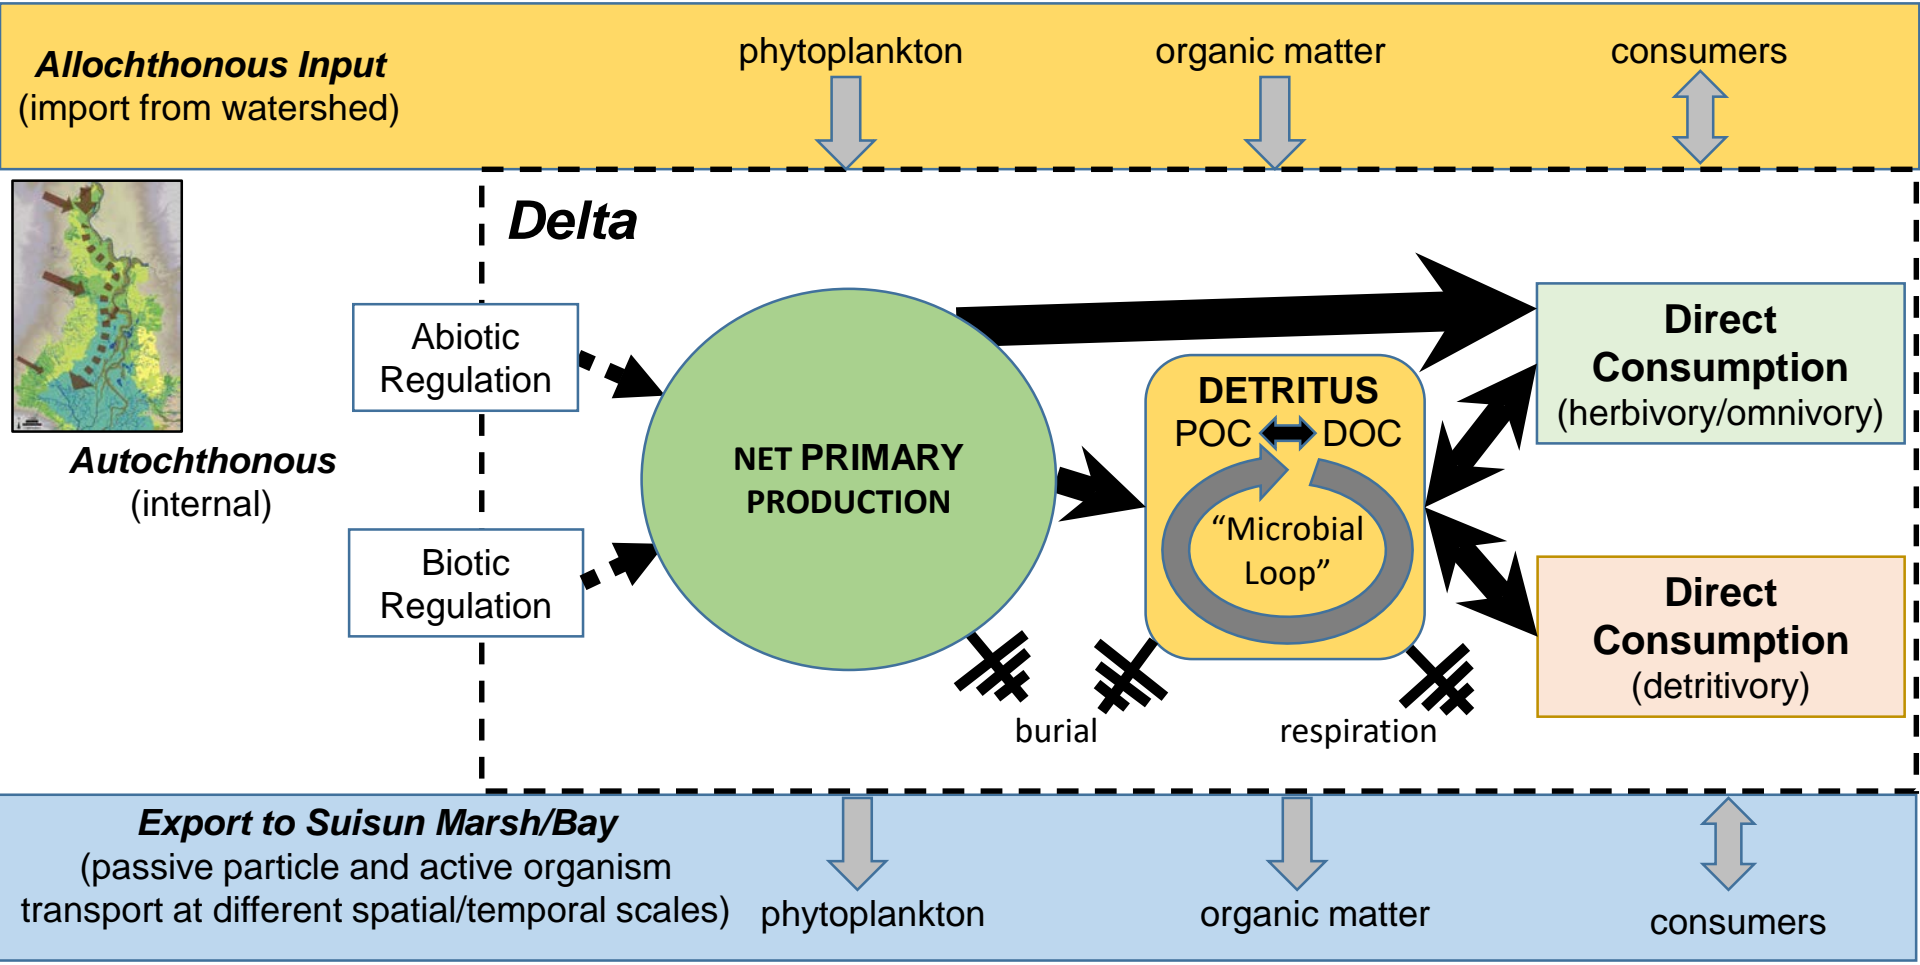 Allochthonous Input
(import from watershed)
phytoplankton
organic matter
consumers
Delta
Autochthonous
(internal)
Abiotic
Regulation
Biotic
Regulation
NET PRIMARY
PRODUCTION
DETRITUS
POC
DOC
“Microbial
Loop”
Direct
Consumption
(herbivory/omnivory)
Direct
Consumption
(detritivory)
burial
respiration
Export to Suisun Marsh/Bay
(passive particle and active organism
transport at different spatial/temporal scales)
phytoplankton
organic matter
consumers